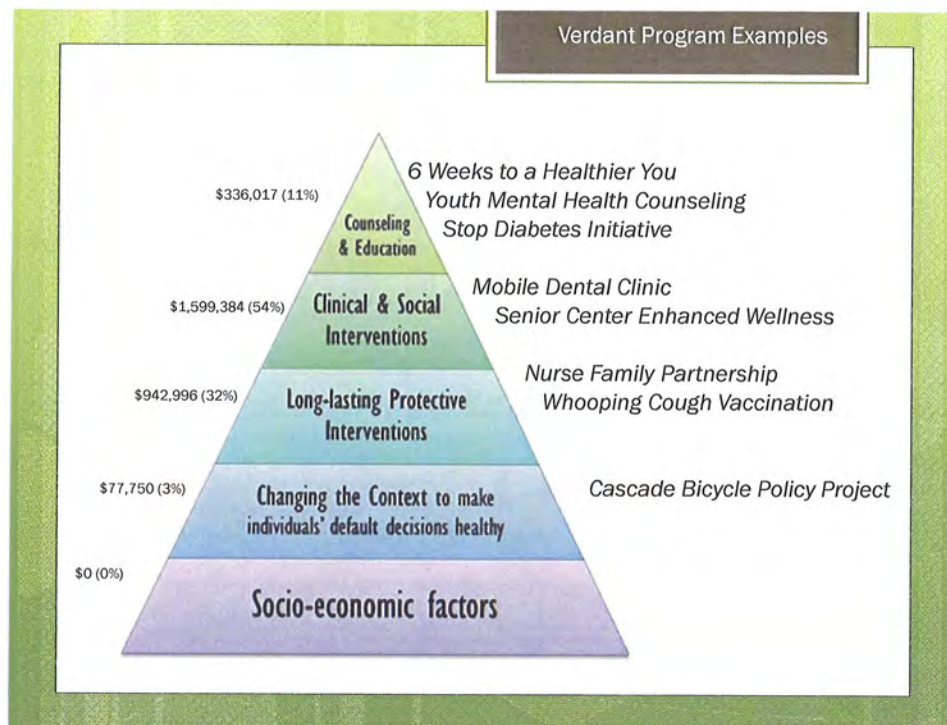 Verdant Program Examples
$336,017 (11%)
Counseling
& Education
6 Weeks to a Healthier You
Youth Mental Health Counseling
Stop Diabetes Initiative
$1,599,384 (54%)
Clinical & Social
Interventions
Mobile Dental Clinic
Senior Center Enhanced Wellness
$942,996 (32%)
Long-lasting Protective
Interventions
Nurse Family Partnership
Whooping Cough Vaccination
$77,750 (3%)
Changing the Context to make
individuals' default decisions healthy
Cascade Bicycle Policy Project
$0 (0%)
Socio-economic factors